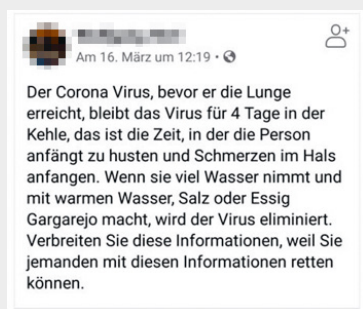 Am 16. März um 12:19 •
Der Corona Virus, bevor er die Lunge
erreicht, bleibt das Virus für 4 Tage in der
Kehle, das ist die Zeit, in der die Person
anfängt zu husten und Schmerzen im Hals
anfangen. Wenn sie viel Wasser nimmt und
mit warmen Wasser, Salz oder Essig
Gargarejo macht, wird der Virus eliminiert.
Verbreiten Sie diese Informationen, weil Sie
jemanden mit diesen Informationen retten
können.